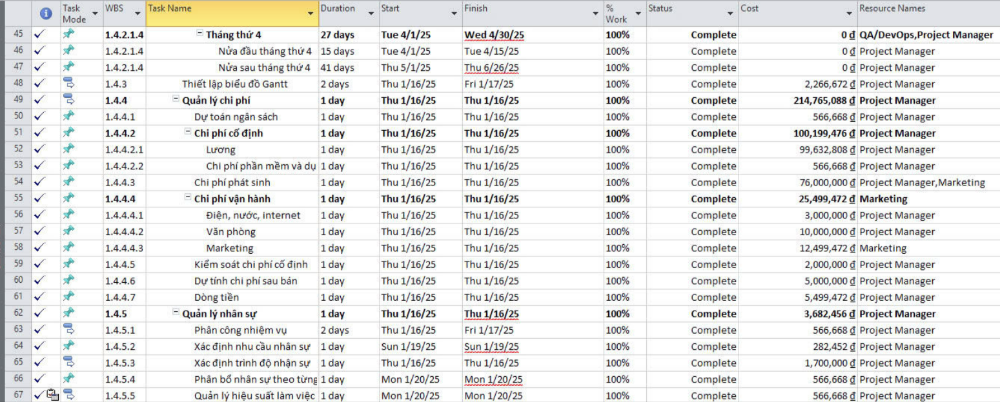 Task Mode WBS Task Name Duration Start Finish % Work Status Cost Resource Names
45 1.4.2.1.4 Tháng thứ 4 27 days Tue 4/1/25 Wed 4/30/25 100% Complete 0 ₫ QA/DevOps,Project Manager
46 1.4.2.1.4 Nửa đầu tháng thứ 4 15 days Tue 4/1/25 Tue 4/15/25 100% Complete 0 ₫ Project Manager
47 1.4.2.1.4 Nửa sau tháng thứ 4 41 days Thu 5/1/25 Thu 6/26/25 100% Complete 0 ₫ Project Manager
48 1.4.3 Thiết lập biểu đồ Gantt 2 days Thu 1/16/25 Fri 1/17/25 100% Complete 2,266,672 ₫ Project Manager
49 1.4.4 Quản lý chi phí 1 day Thu 1/16/25 Thu 1/16/25 100% Complete 214,765,088 ₫ Project Manager
50 1.4.4.1 Dự toán ngân sách 1 day Thu 1/16/25 Thu 1/16/25 100% Complete 566,668 ₫ Project Manager
51 1.4.4.2 Chi phí cố định 1 day Thu 1/16/25 Thu 1/16/25 100% Complete 100,199,476 ₫ Project Manager
52 1.4.4.2.1 Lương 1 day Thu 1/16/25 Thu 1/16/25 100% Complete 99,632,808 ₫ Project Manager
53 1.4.4.2.2 Chi phí phần mềm và dụ 1 day Thu 1/16/25 Thu 1/16/25 100% Complete 566,668 ₫ Project Manager
54 1.4.4.3 Chi phí phát sinh 1 day Thu 1/16/25 Thu 1/16/25 100% Complete 76,000,000 ₫ Project Manager,Marketing
55 1.4.4.4 Chi phí vận hành 1 day Thu 1/16/25 Thu 1/16/25 100% Complete 25,499,472 ₫ Marketing
56 1.4.4.4.1 Điện, nước, internet 1 day Thu 1/16/25 Thu 1/16/25 100% Complete 3,000,000 ₫ Project Manager
57 1.4.4.4.2 Văn phòng 1 day Thu 1/16/25 Thu 1/16/25 100% Complete 10,000,000 ₫ Project Manager
58 1.4.4.4.3 Marketing 1 day Thu 1/16/25 Thu 1/16/25 100% Complete 12,499,472 ₫ Marketing
59 1.4.4.5 Kiểm soát chi phí cố định 1 day Thu 1/16/25 Thu 1/16/25 100% Complete 2,000,000 ₫ Project Manager
60 1.4.4.6 Dự tính chi phí sau bán 1 day Thu 1/16/25 Thu 1/16/25 100% Complete 5,000,000 ₫ Project Manager
61 1.4.4.7 Dòng tiền 1 day Thu 1/16/25 Thu 1/16/25 100% Complete 5,499,472 ₫ Project Manager
62 1.4.5 Quản lý nhân sự 1 day Thu 1/16/25 Thu 1/16/25 100% Complete 3,682,456 ₫ Project Manager
63 1.4.5.1 Phân công nhiệm vụ 2 days Thu 1/16/25 Fri 1/17/25 100% Complete 566,668 ₫ Project Manager
64 1.4.5.2 Xác định nhu cầu nhân sự 1 day Sun 1/19/25 Sun 1/19/25 100% Complete 282,452 ₫ Project Manager
65 1.4.5.3 Xác định trình độ nhận sự 1 day Thu 1/16/25 Thu 1/16/25 100% Complete 1,700,000 ₫ Project Manager
66 1.4.5.4 Phân bổ nhân sự theo từng 1 day Mon 1/20/25 Mon 1/20/25 100% Complete 566,668 ₫ Project Manager
67 1.4.5.5 Quản lý hiệu suất làm việc 1 day Mon 1/20/25 Mon 1/20/25 100% Complete 566,668 ₫ Project Manager